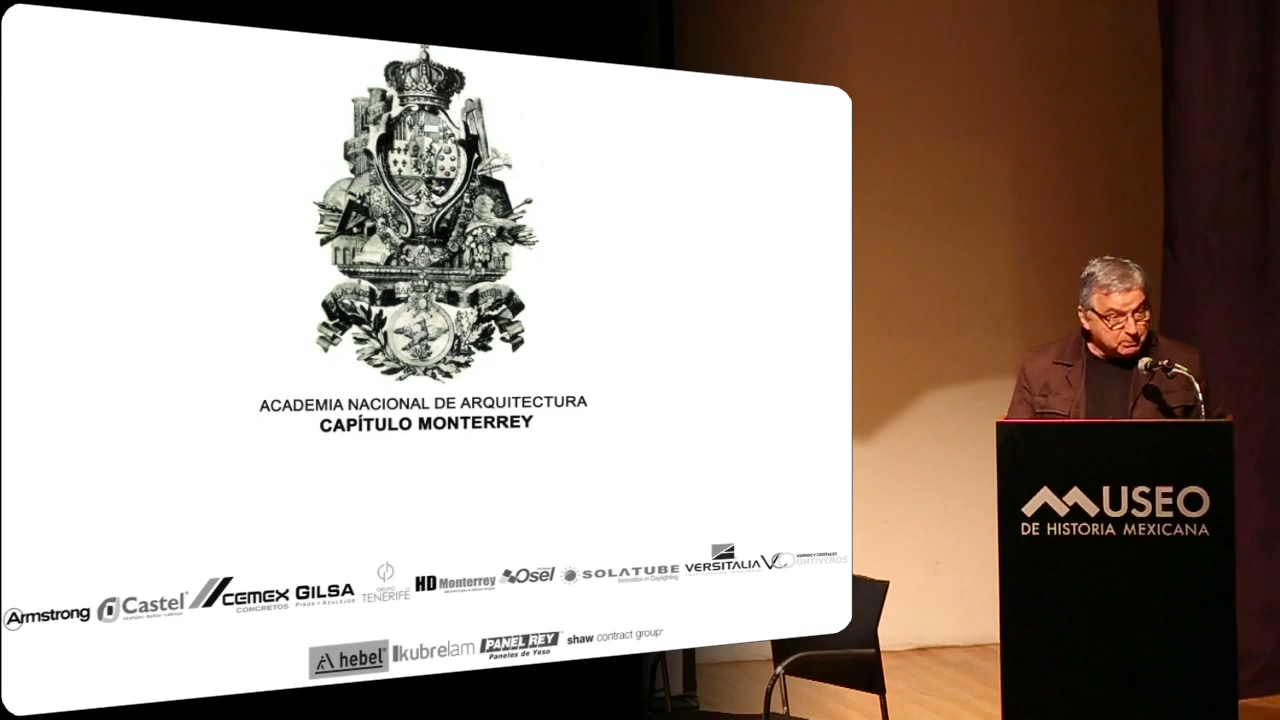 ACADEMIA NACIONAL DE ARQUITECTURA
CAPÍTULO MONTERREY
Armstrong
Castel
CEMEX
CONCRETOS
GILSA
PISOS Y AZULEJOS
GRUPO
TENERIFE
HD Monterrey
Osel
SOLATUBE
Innovation in Daylighting
VERSITALIA
VIDRIOS Y CRISTALES
ONTIVEROS
hebel
kubrelam
PANEL REY
Paneles de Yeso
shaw contract group
MUSEO
DE HISTORIA MEXICANA